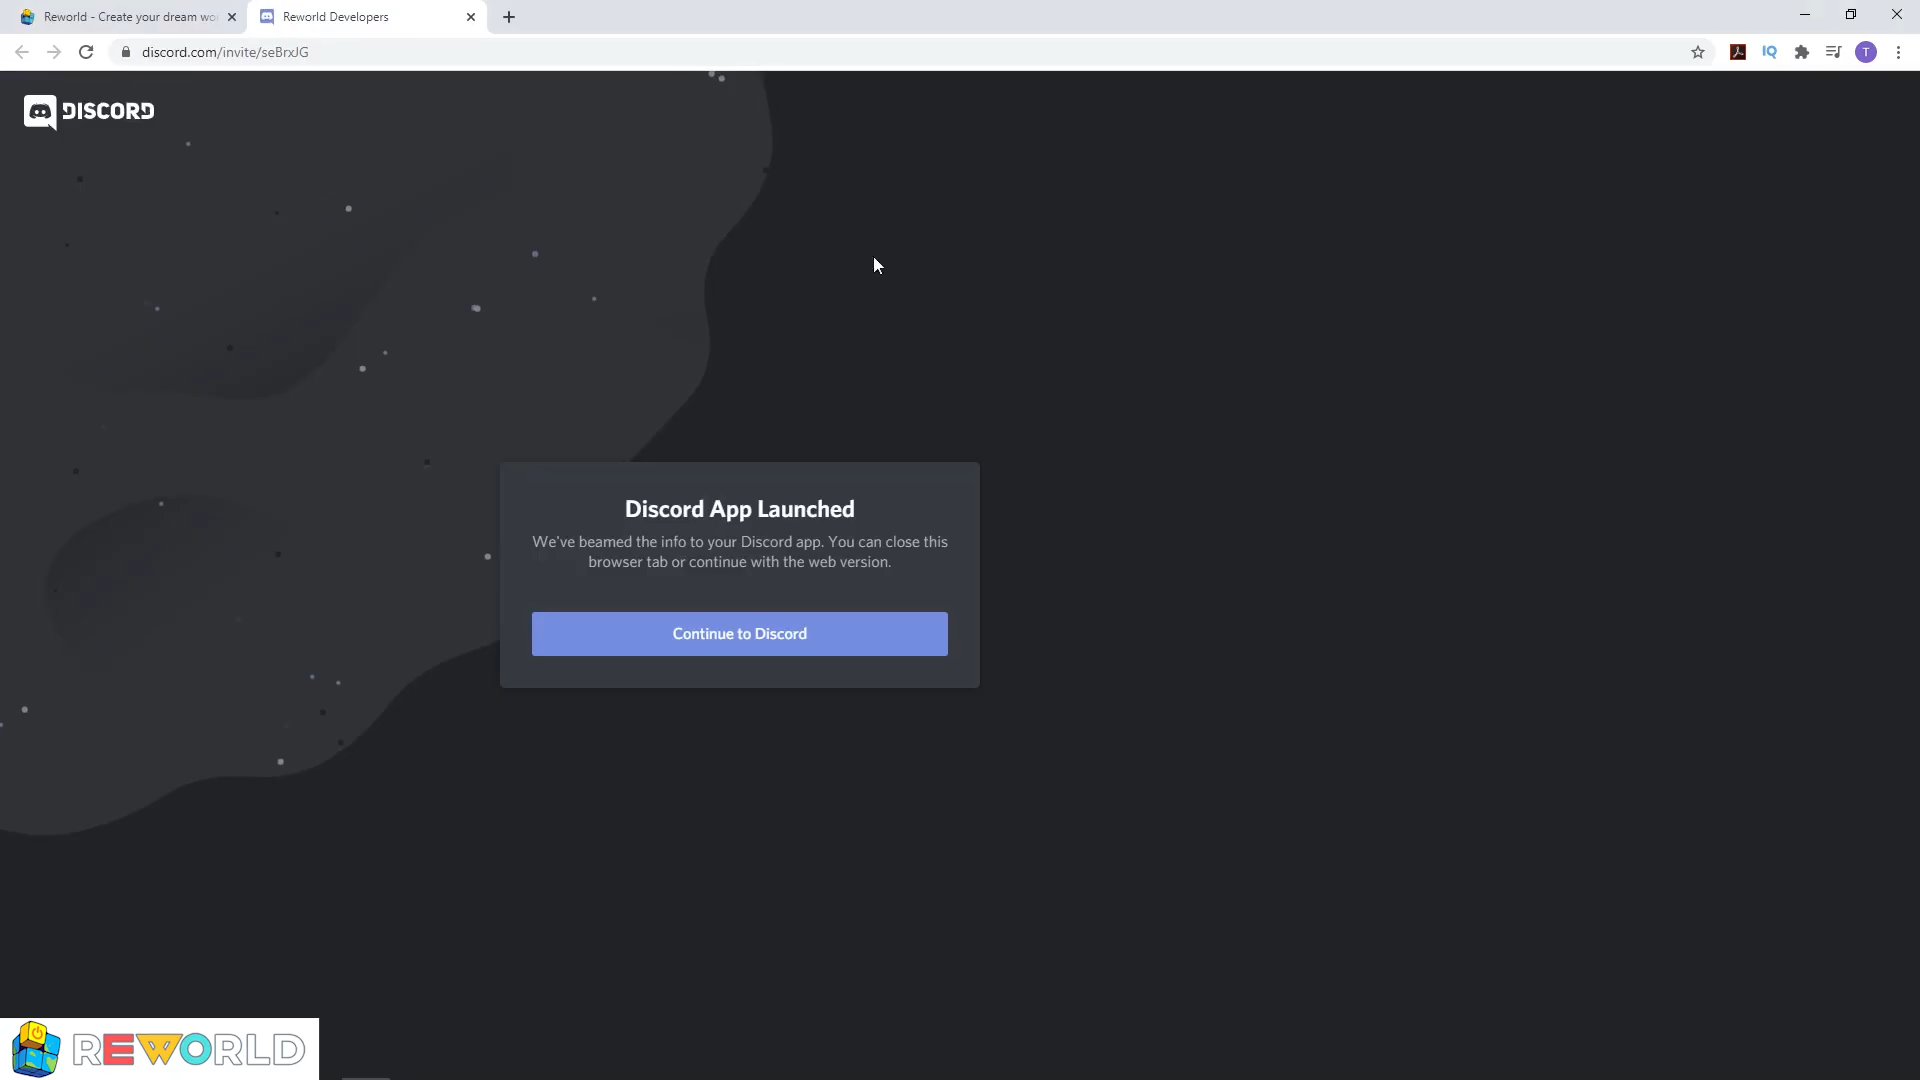 Reworld - Create your dream wo
Reworld Developers
discord.com/invite/seBrxJG
IQ
T
DISCORD
Discord App Launched
We've beamed the info to your Discord app. You can close this
browser tab or continue with the web version.
Continue to Discord
REWORLD